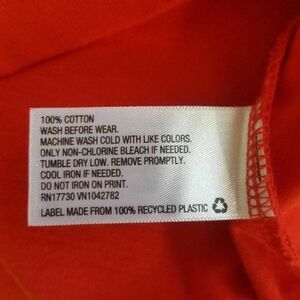 100% COTTON
WASH BEFORE WEAR.
MACHINE WASH COLD WITH LIKE COLORS.
ONLY NON-CHLORINE BLEACH IF NEEDED.
TUMBLE DRY LOW. REMOVE PROMPTLY.
COOL IRON IF NEEDED.
DO NOT IRON ON PRINT.
RN17730 VN1042782
LABEL MADE FROM 100% RECYCLED PLASTIC